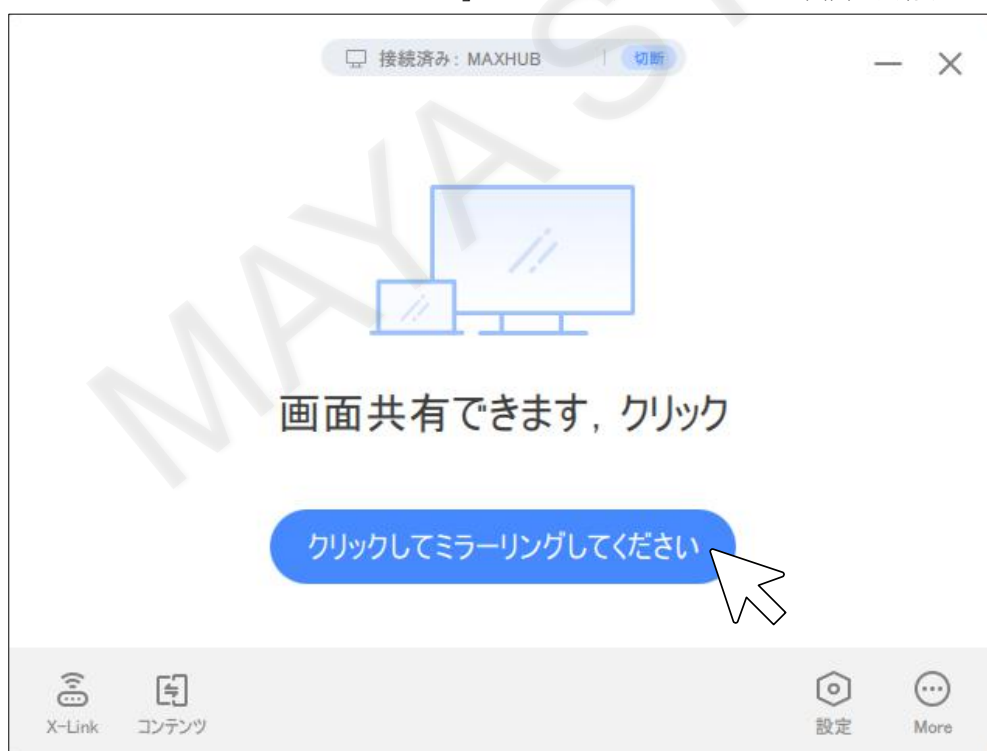 接続済み: MAXHUB
切断
画面共有できます, クリック
クリックしてミラーリングしてください
X-Link
コンテンツ
設定
More